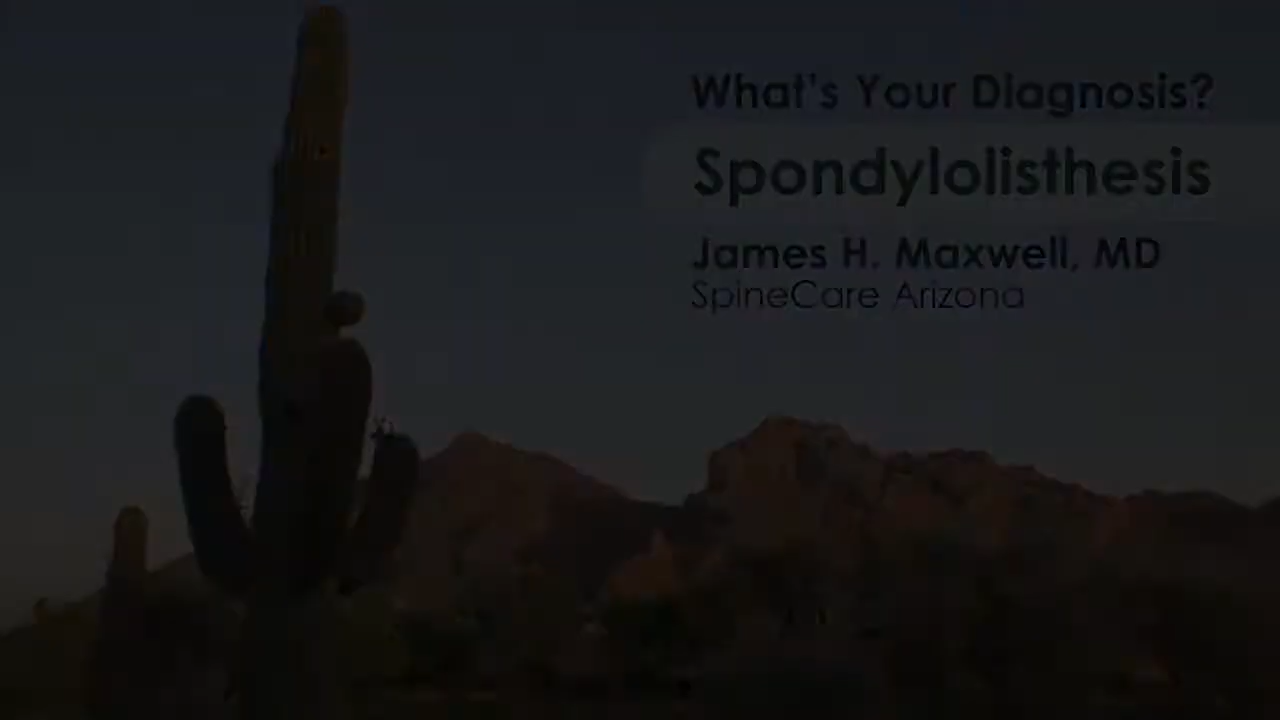 What's Your Diagnosis?
Spondylolisthesis
James H. Maxwell, MD
SpineCare Arizona